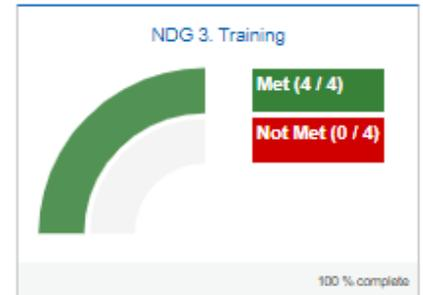 NDG 3. Training
Met (4 / 4)
Not Met (0 / 4)
100 % complete